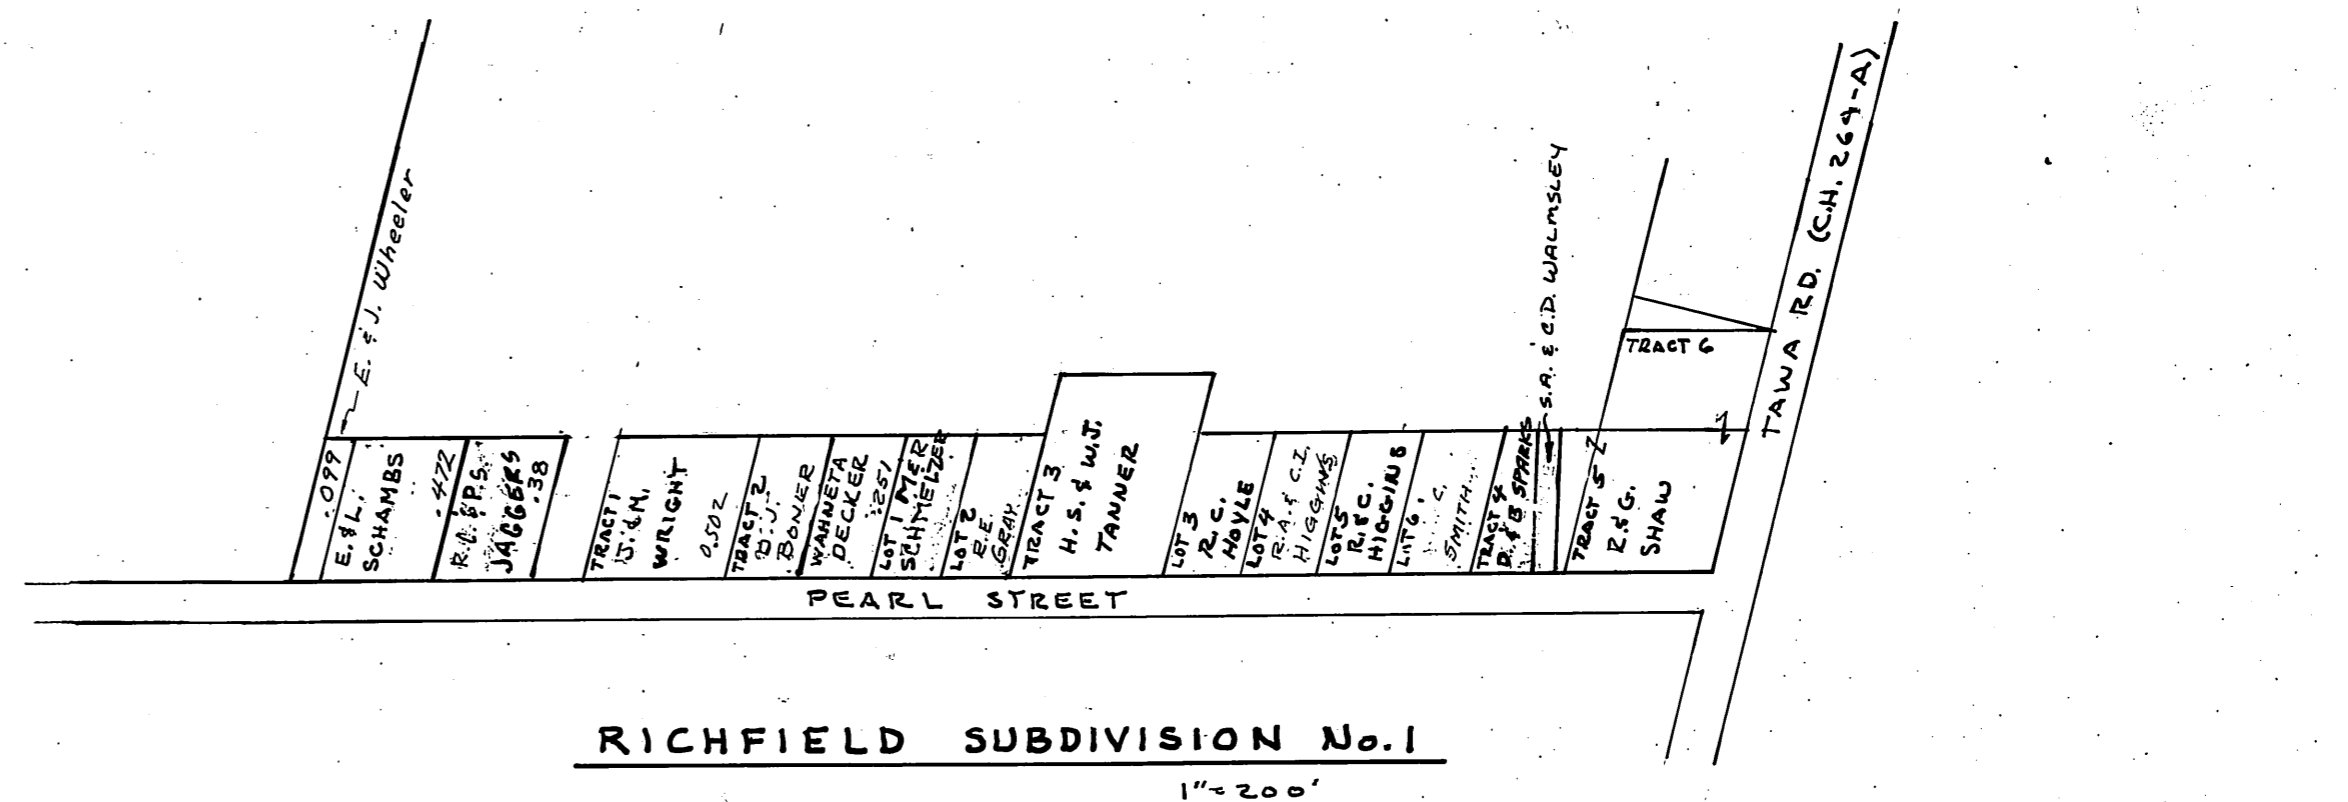 E. & J. Wheeler
.099
E. & L.
SCHAMBS
.472
JAGGERS
.38
TRACT 1
J. & M.
WRIGHT
0.502
TRACT 2
D.J.
BONER
WAHNETA
DECKER
.251
LOT 1 MER
SCHMELZER
LOT 2
R.E.
GRAY
TRACT 3
H.S. & W.J.
TANNER
LOT 3
R.C.
HOYLE
LOT 4
R.A. & C.I.
HIGGINS
LOT 5
R. & C.
HIGGINS
LOT 6
C.
SMITH
TRACT 4
D. & B SPARKS
S.A. & C.D. WALMSLEY
TRACT 5
R. & G.
SHAW
TRACT 6
TAWA RD. (C.H. 264-A)
PEARL STREET
RICHFIELD SUBDIVISION No. 1
1"=200'